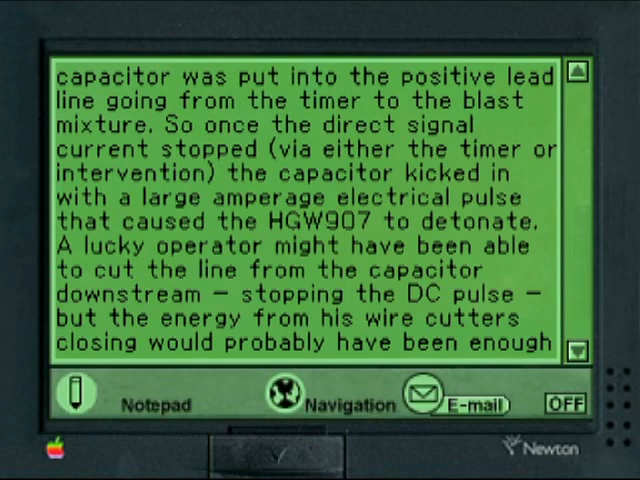 capacitor was put into the positive lead
line going from the timer to the blast
mixture. So once the direct signal
current stopped (via either the timer or
intervention) the capacitor kicked in
with a large amperage electrical pulse
that caused the HGW907 to detonate.
A lucky operator might have been able
to cut the line from the capacitor
downstream – stopping the DC pulse –
but the energy from his wire cutters
closing would probably have been enough
Notepad
Navigation
E-mail
OFF
Newton